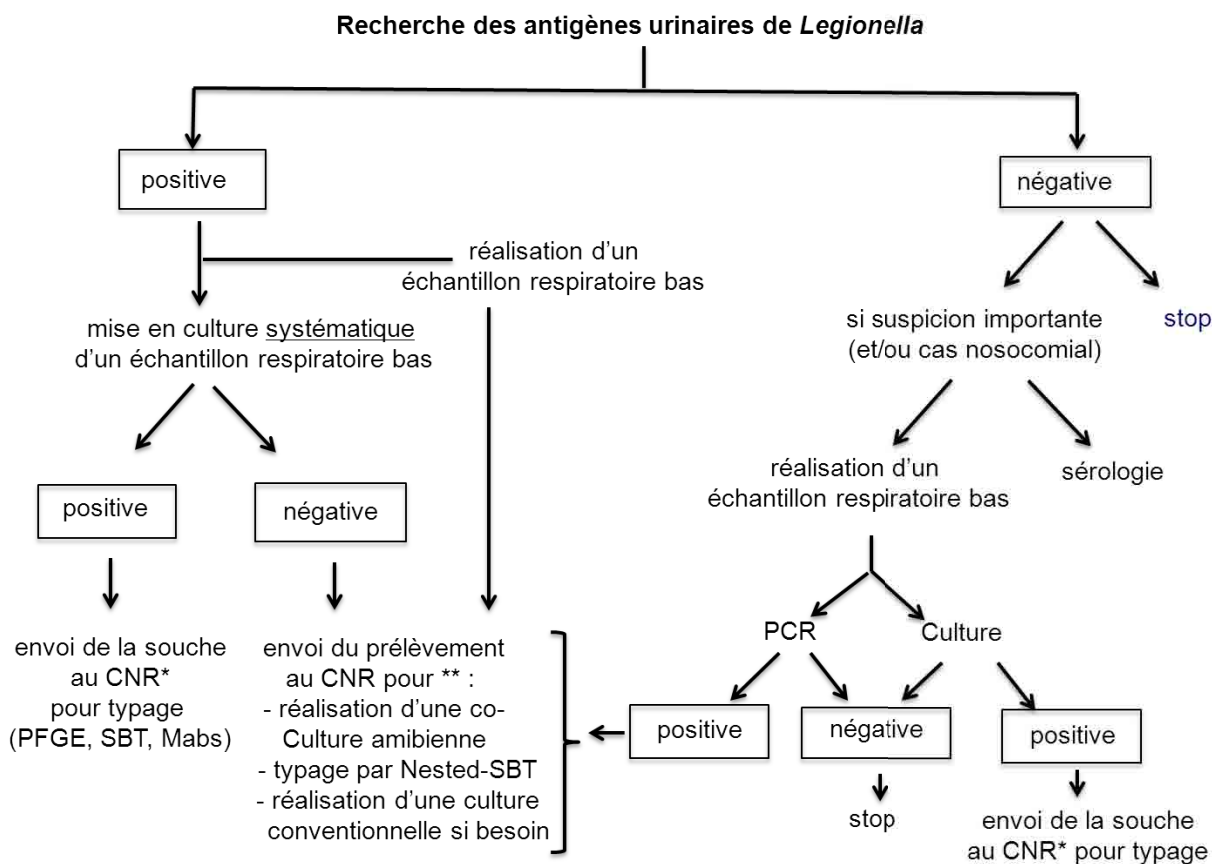 Recherche des antigènes urinaires de Legionella
positive
négative
réalisation d'un
échantillon respiratoire bas
mise en culture systématique
d'un échantillon respiratoire bas
si suspicion importante
(et/ou cas nosocomial)
stop
positive
négative
réalisation d'un
échantillon respiratoire bas
sérologie
envoi de la souche
au CNR*
pour typage
(PFGE, SBT, Mabs)
envoi du prélèvement
au CNR pour ** :
- réalisation d'une co-
Culture amibienne
- typage par Nested-SBT
- réalisation d'une culture
conventionnelle si besoin
PCR
Culture
positive
négative
positive
stop
envoi de la souche
au CNR* pour typage